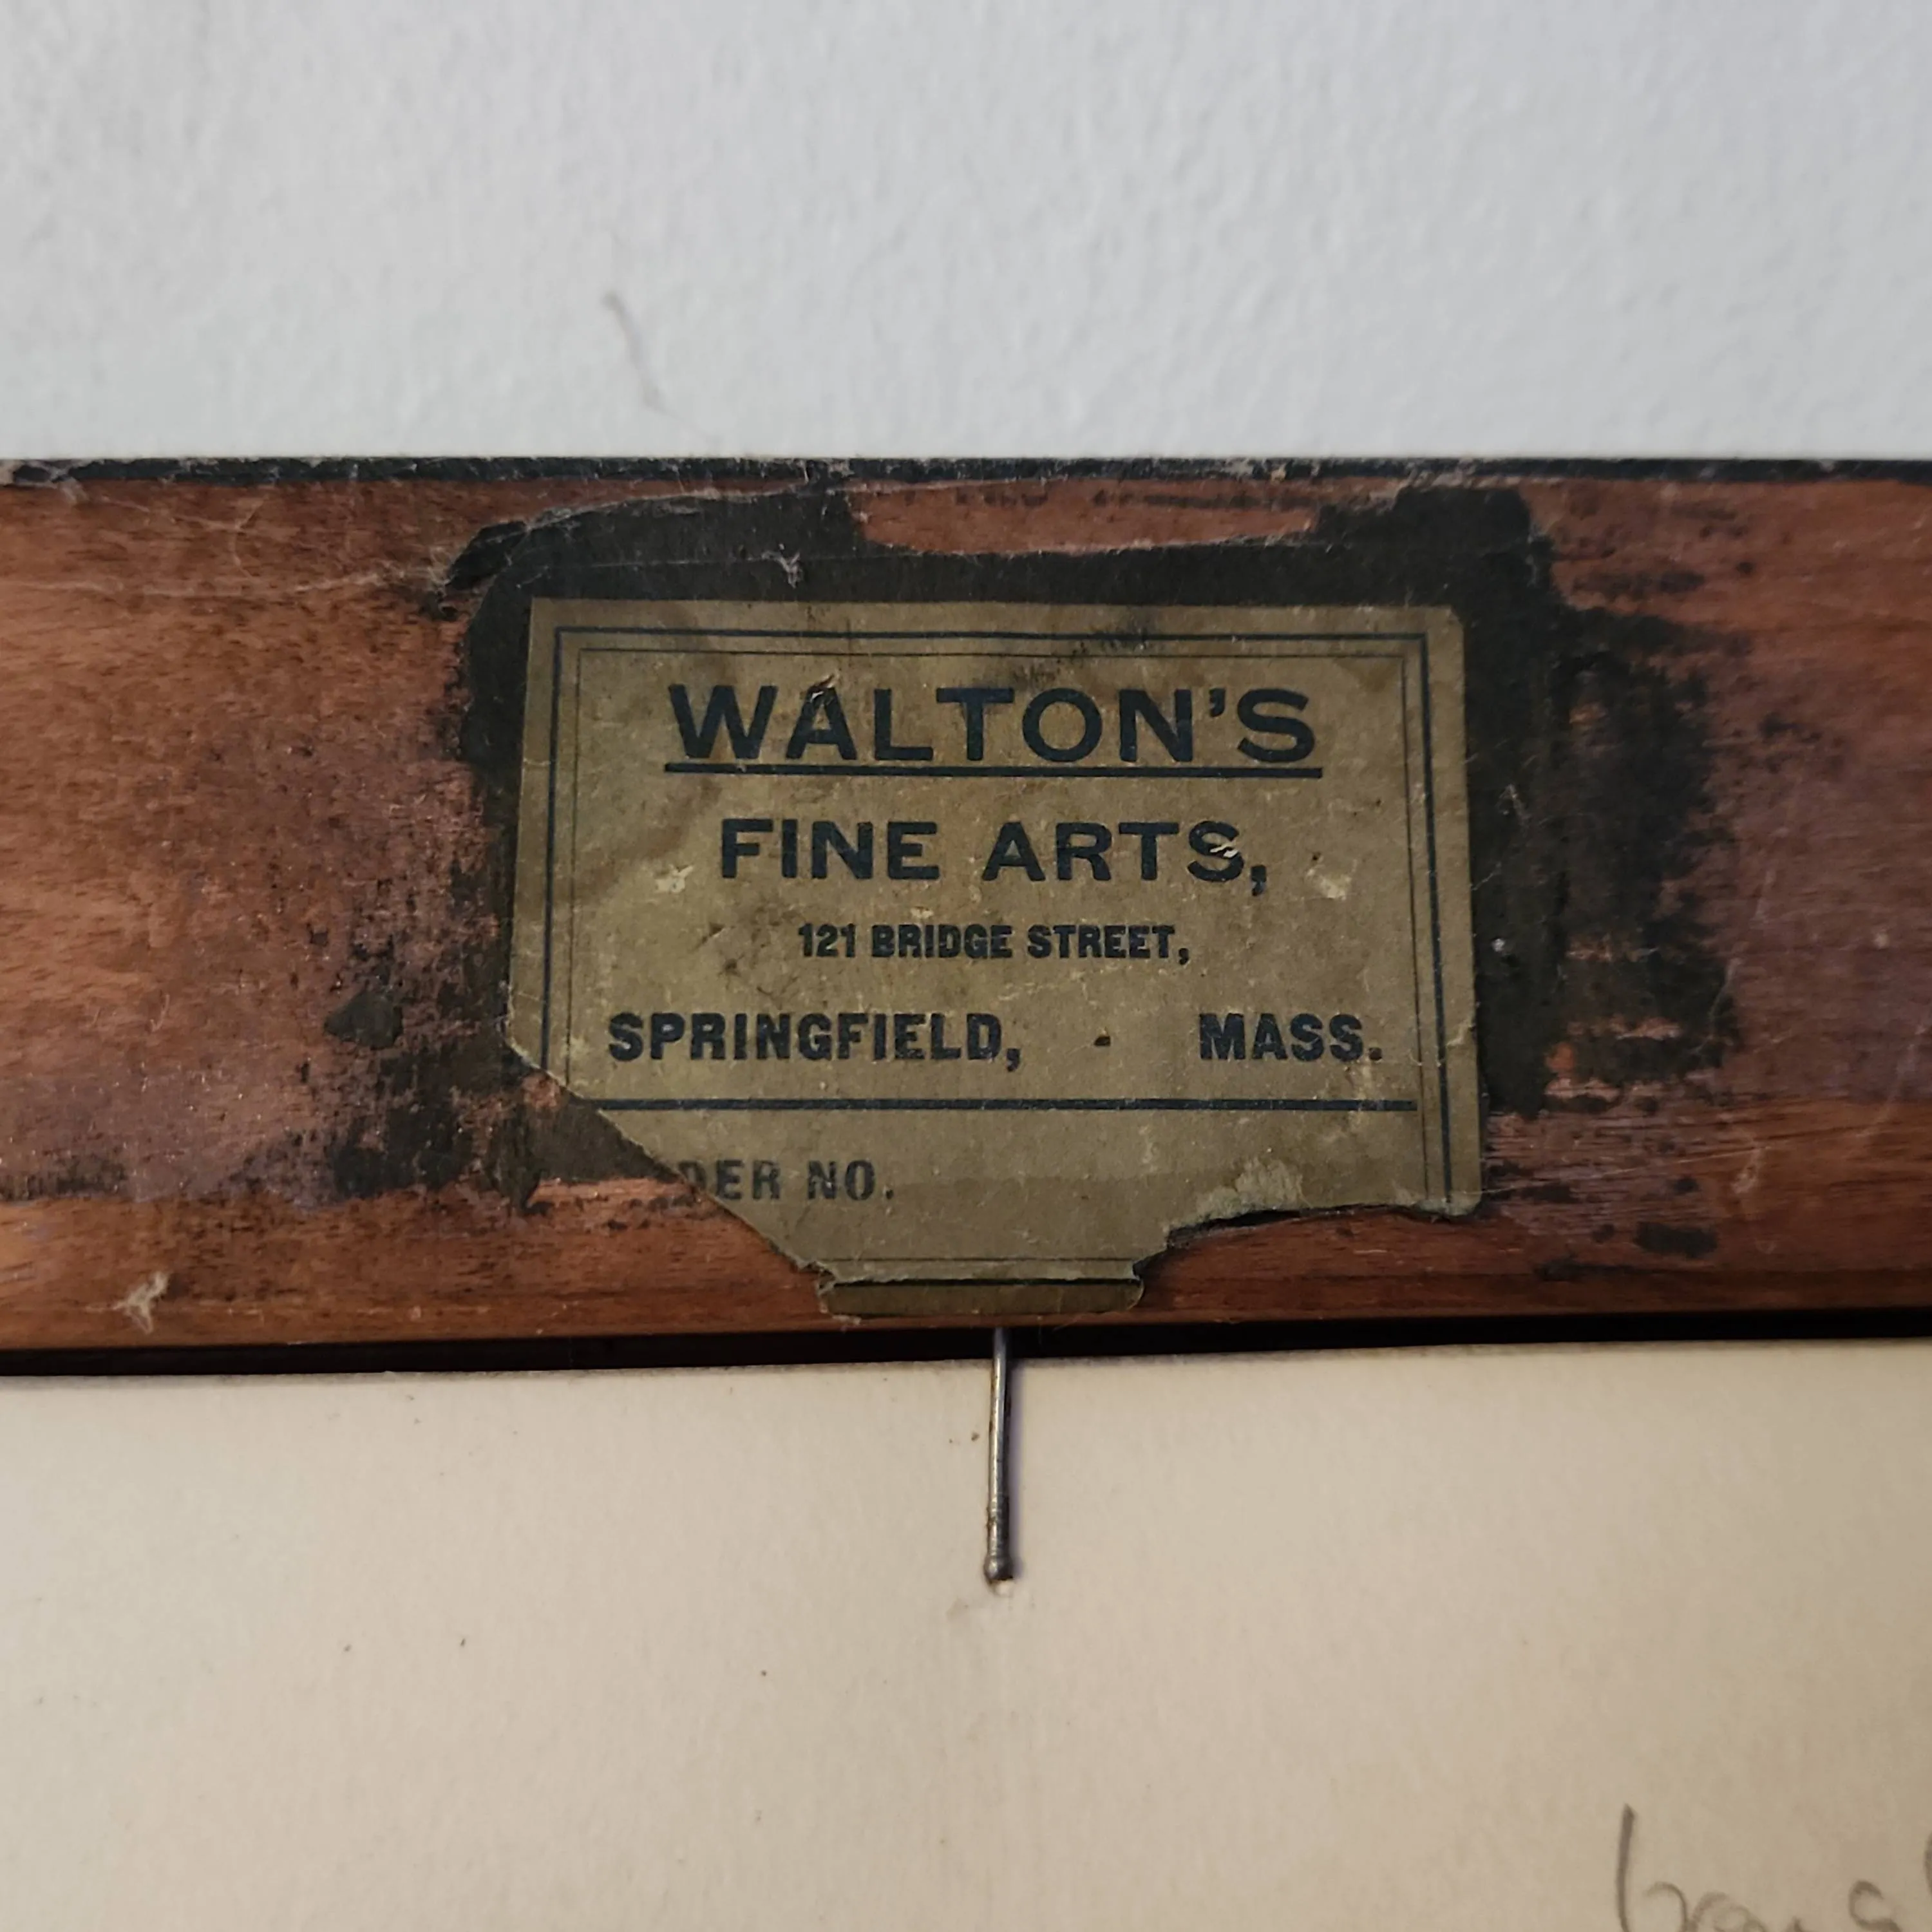 WALTON'S
FINE ARTS,
121 BRIDGE STREET,
SPRINGFIELD, - MASS.
DER NO.